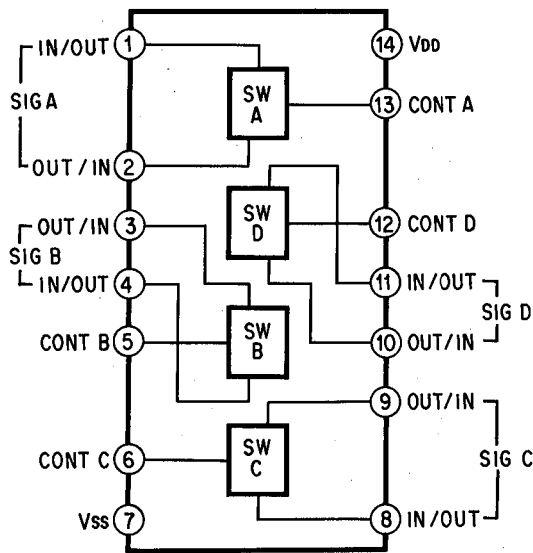 IN/OUT 1
14 VDD
SIG A
SW
A
13 CONT A
OUT/IN 2
OUT/IN 3
SW
D
12 CONT D
SIG B
IN/OUT 4
11 IN/OUT
SIG D
CONT B 5
SW
B
10 OUT/IN
9 OUT/IN
CONT C 6
SW
C
SIG C
VSS 7
8 IN/OUT